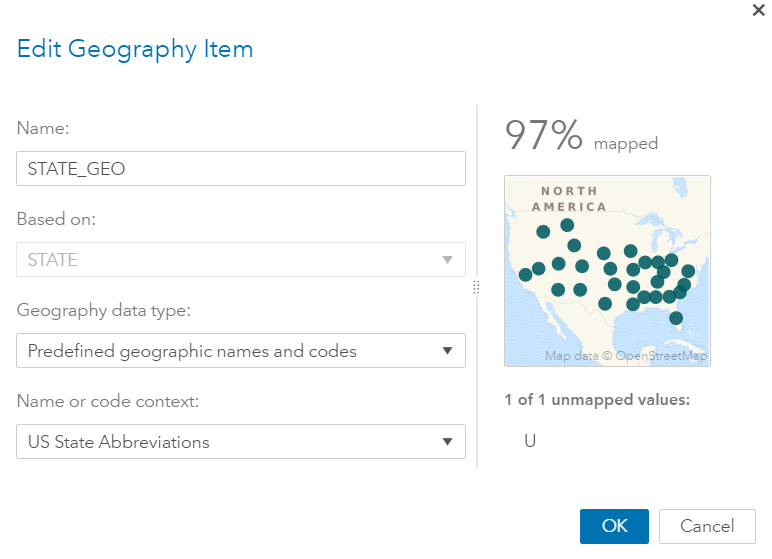 Edit Geography Item
Name:
STATE_GEO
Based on:
STATE
Geography data type:
Predefined geographic names and codes
Name or code context:
US State Abbreviations
97% mapped
NORTH
AMERICA
Map data © OpenStreetMap
1 of 1 unmapped values:
U
OK
Cancel